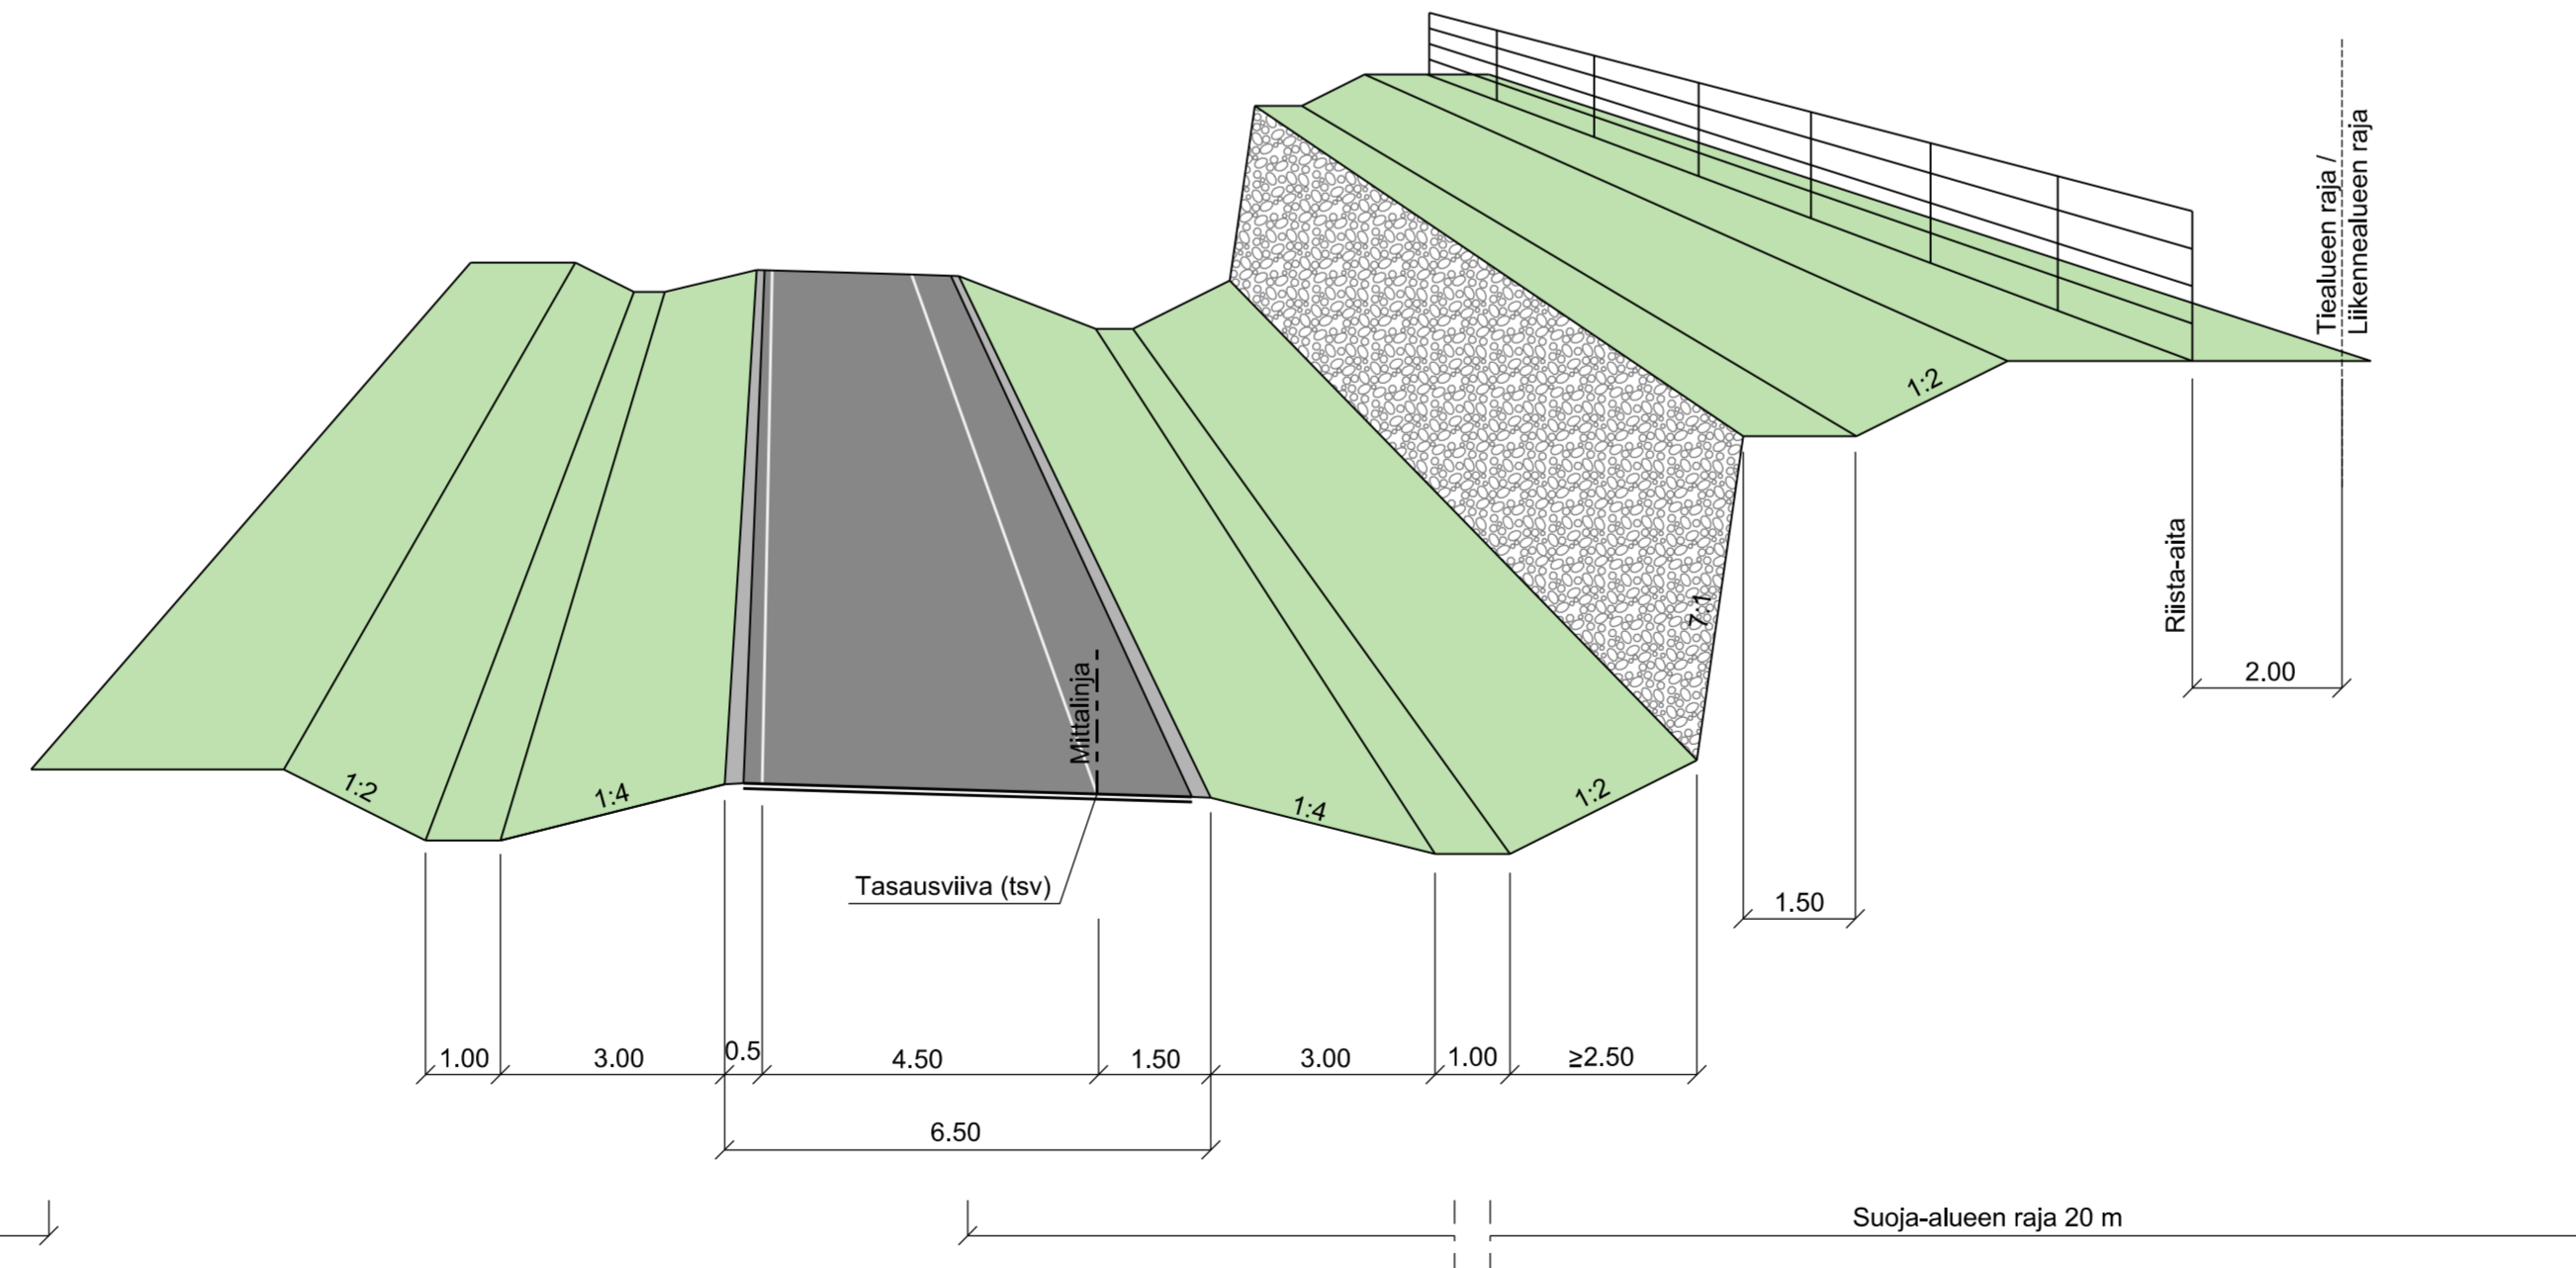 Tiealueen raja /
Liikennealueen raja
1:2
Riista-aita
7:1
2.00
Mittalinja
1:2
1:4
1:4
1:2
Tasausviiva (tsv)
1.50
1.00
3.00
0.5
4.50
1.50
3.00
1.00
≥2.50
6.50
Suoja-alueen raja 20 m